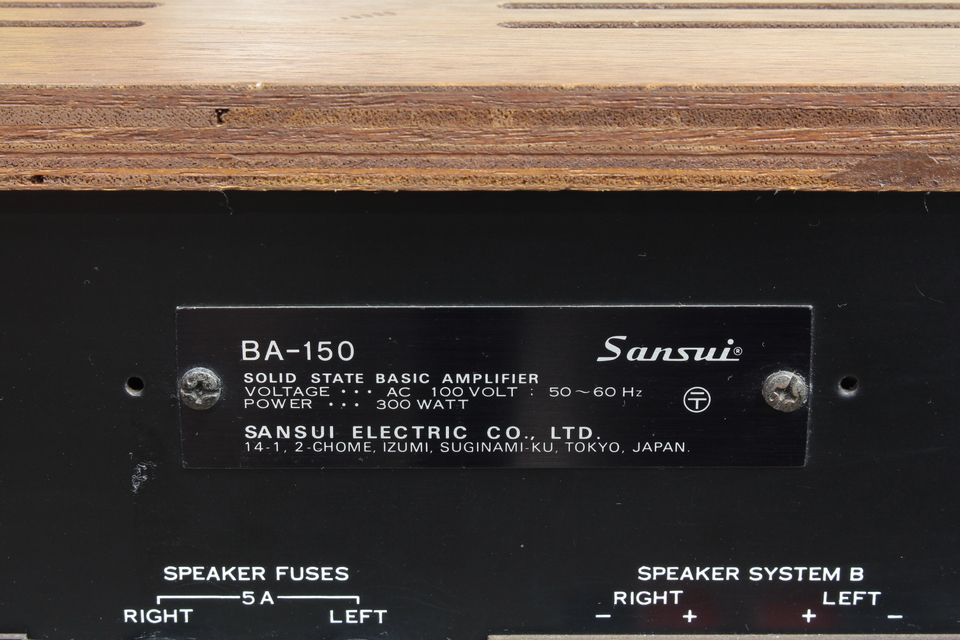 BA-150 Sansui®
SOLID STATE BASIC AMPLIFIER
VOLTAGE ··· AC 100 VOLT : 50~60 Hz
POWER ··· 300 WATT
SANSUI ELECTRIC CO., LTD.
14-1, 2-CHOME, IZUMI, SUGINAMI-KU, TOKYO, JAPAN.
SPEAKER FUSES
5A
RIGHT LEFT
SPEAKER SYSTEM B
RIGHT LEFT
− + + −